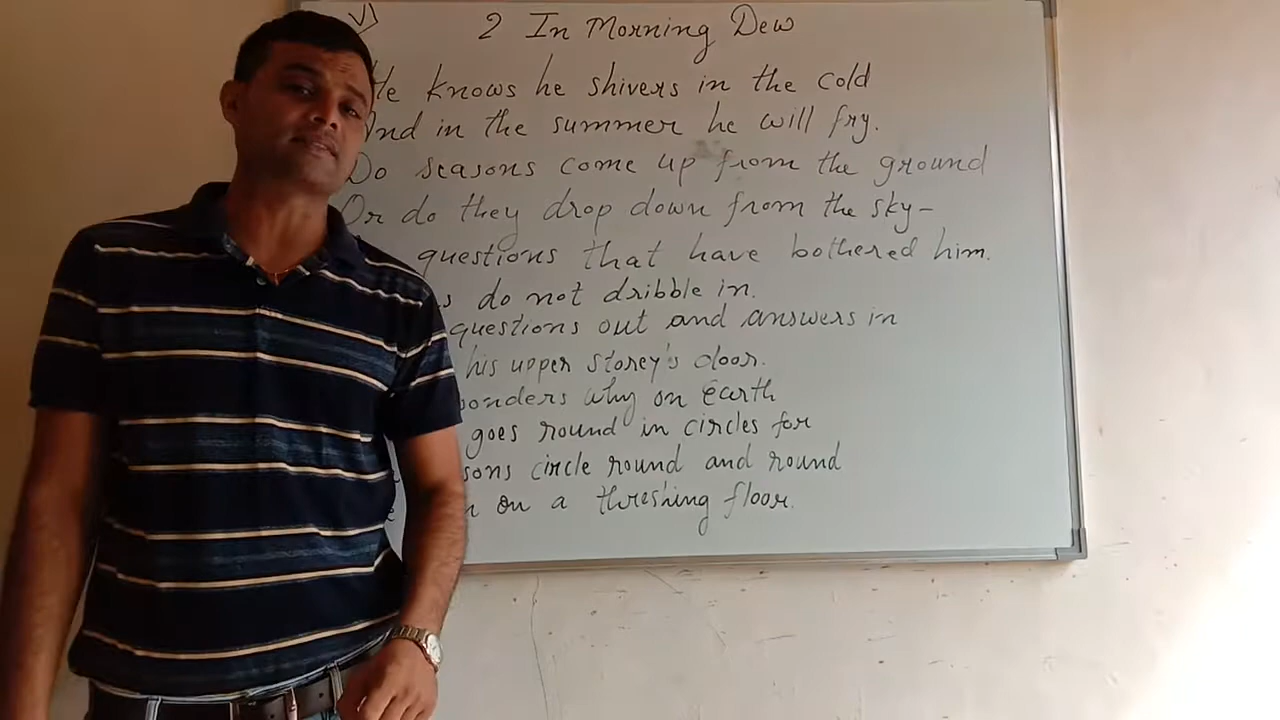 V)
2 In Morning Dew
He knows he shivers in the cold
And in the summer he will fry.
Do seasons come up from the ground
Or do they drop down from the sky-
questions that have bothered him.
do not dribble in.
questions out and answers in
his upper storey's door.
wonders why on earth
goes round in circles for
circle round and round
on a threshing floor.